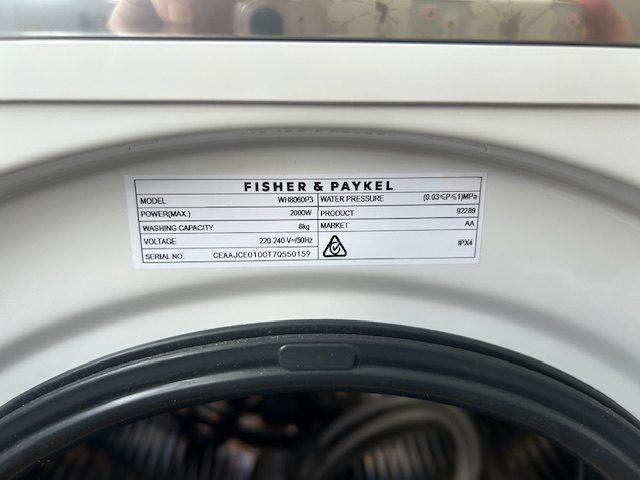 FISHER & PAYKEL
MODEL WH8060P3 WATER PRESSURE (0.03≤P≤1)MPa
POWER(MAX.) 2000W PRODUCT 92289
WASHING CAPACITY 8kg MARKET AA
VOLTAGE 220-240 V~/50Hz IPX4
SERIAL NO. CEAAJCE0100T7Q550159